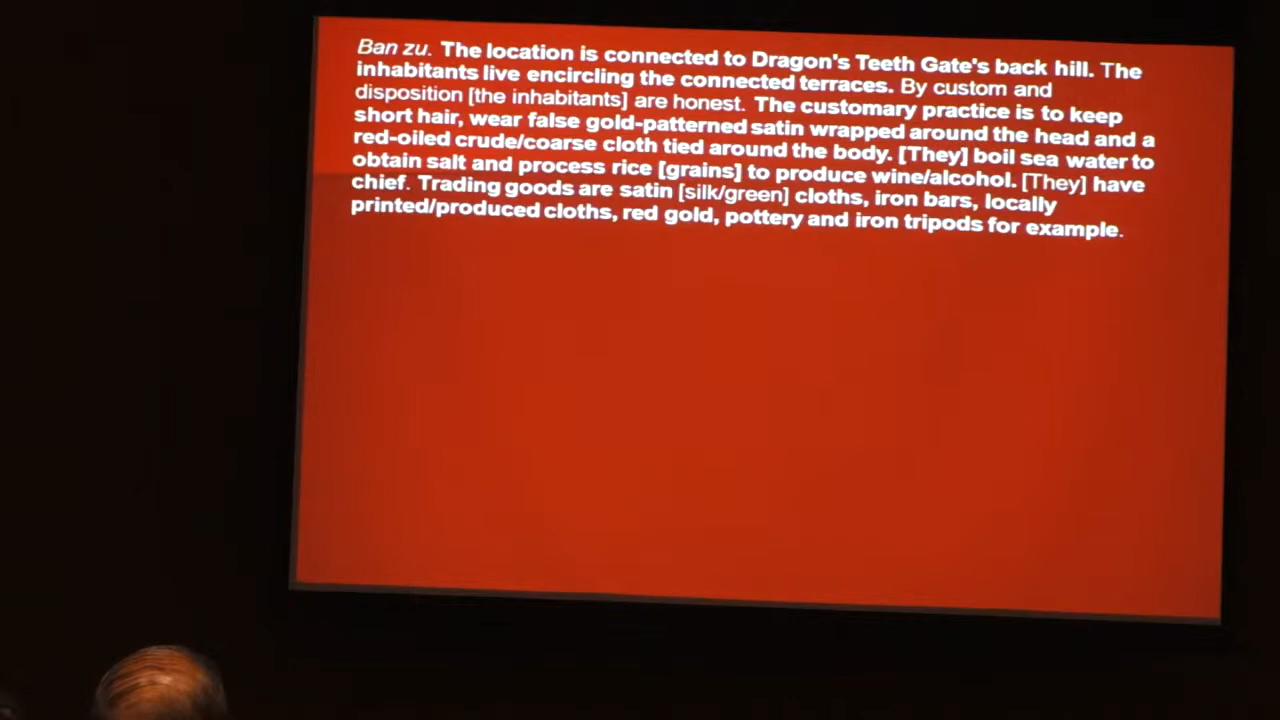 Ban zu. The location is connected to Dragon's Teeth Gate's back hill. The
inhabitants live encircling the connected terraces. By custom and
disposition [the inhabitants] are honest. The customary practice is to keep
short hair, wear false gold-patterned satin wrapped around the head and a
red-oiled crude/coarse cloth tied around the body. [They] boil sea water to
obtain salt and process rice [grains] to produce wine/alcohol. [They] have
chief. Trading goods are satin [silk/green] cloths, iron bars, locally
printed/produced cloths, red gold, pottery and iron tripods for example.